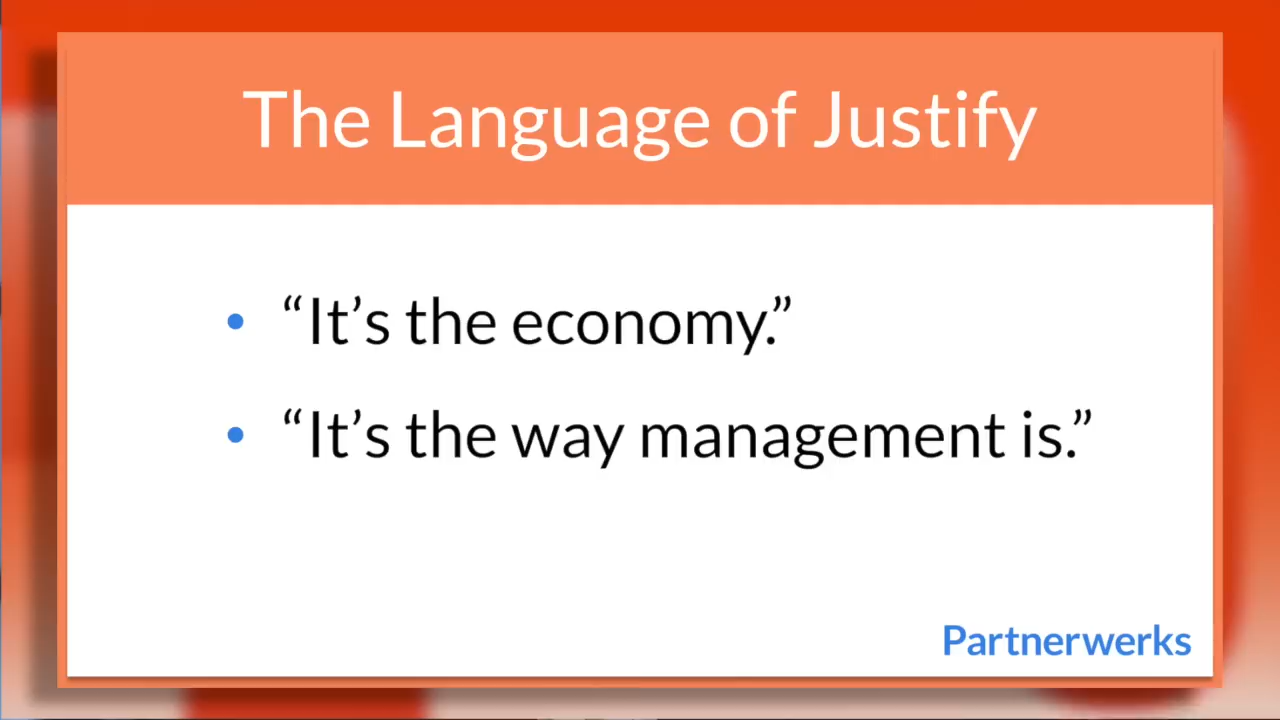 The Language of Justify
• “It’s the economy.”
• “It’s the way management is.”
Partnerwerks